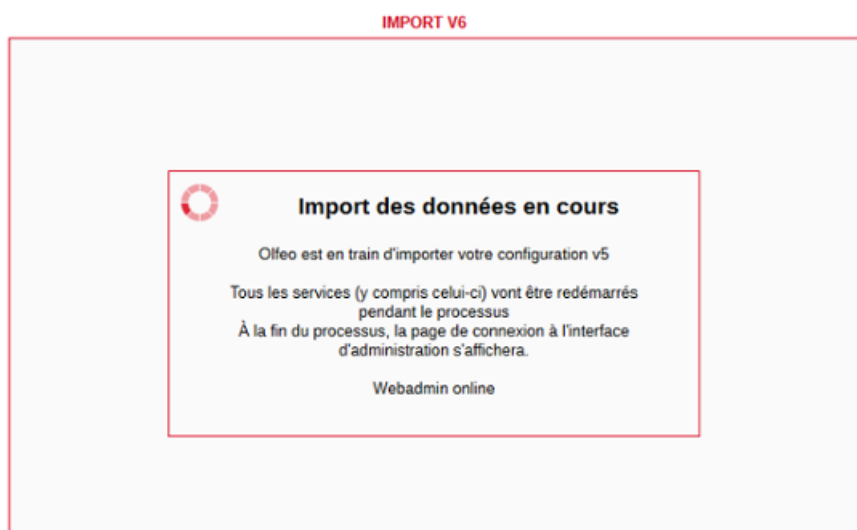 IMPORT V6
Import des données en cours
Olfeo est en train d'importer votre configuration v5
Tous les services (y compris celui-ci) vont être redémarrés
pendant le processus
À la fin du processus, la page de connexion à l'interface
d'administration s'affichera.
Webadmin online